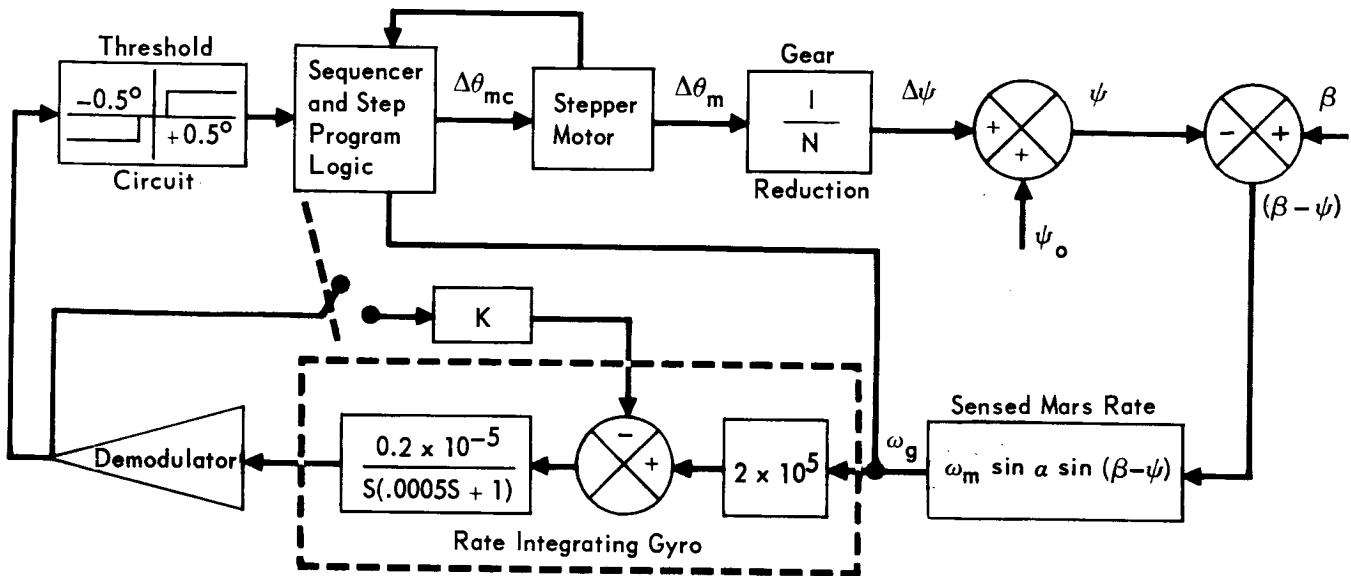 Threshold
−0.5°
+0.5°
Circuit
Sequencer
and Step
Program
Logic
Δθmc
Stepper
Motor
Δθm
Gear
1
N
Reduction
Δψ
+
+
ψo
ψ
−
+
β
(β − ψ)
K
Demodulator
0.2 x 10⁻⁵
S(.0005S + 1)
−
+
2 x 10⁵
Rate Integrating Gyro
ωg
Sensed Mars Rate
ωm sin α sin (β−ψ)